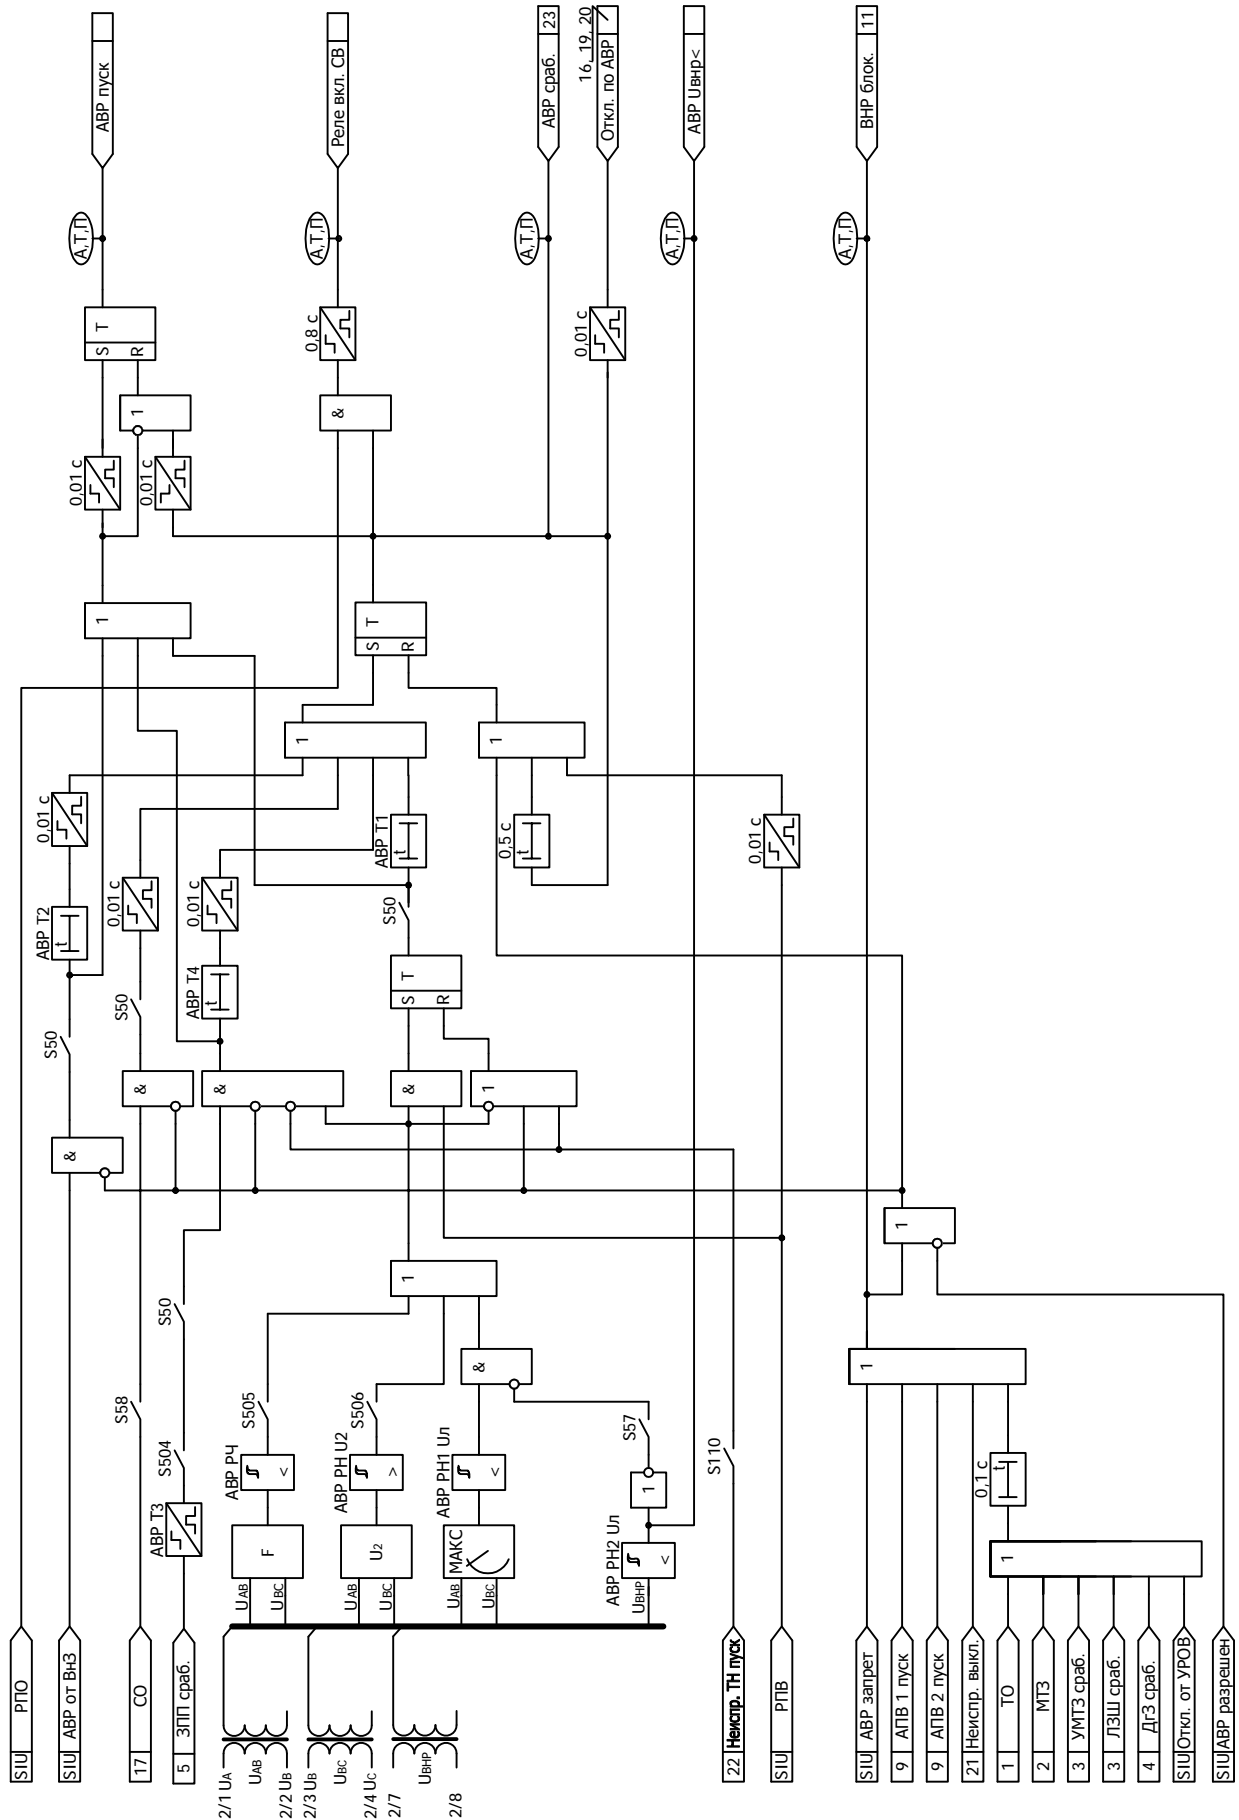 SIU РПО
SIU АВР от ВнЗ
17 СО
5 ЗПП сраб.
2/1 UA
UAB
2/2 UB
2/3 UB
UBC
2/4 UC
2/7
UВНР
2/8
22 Неиспр. ТН пуск
SIU РПВ
SIU АВР запрет
9 АПВ 1 пуск
9 АПВ 2 пуск
21 Неиспр. выкл.
1 ТО
2 МТЗ
3 УМТЗ сраб.
3 ЛЗШ сраб.
4 ДгЗ сраб.
SIU Откл. от УРОВ
SIU АВР разрешен
UAB
UBC
UAB
UBC
UAB
UBC
UВНР
F
U2
МАКС
АВР РН2 Uл
<
АВР Т3
S504
АВР РЧ
<
АВР РН U2
>
АВР РН1 Uл
<
1
S505
S506
S57
S110
S58
S50
&
1
1
0,1 с
t
1
1
&
&
&
&
1
S50
S50
S50
S T
R
АВР Т2
t
АВР Т4
t
АВР Т1
t
0,5 с
t
0,01 с
0,01 с
0,01 с
0,01 с
1
1
1
S T
R
0,01 с
0,01 с
1
&
S T
R
0,8 с
0,01 с
А,Т,П
А,Т,П
А,Т,П
А,Т,П
А,Т,П
АВР пуск
Реле вкл. СВ
АВР сраб. 23
16, 19, 20
Откл. по АВР
АВР Uвнр<
ВНР блок. 11